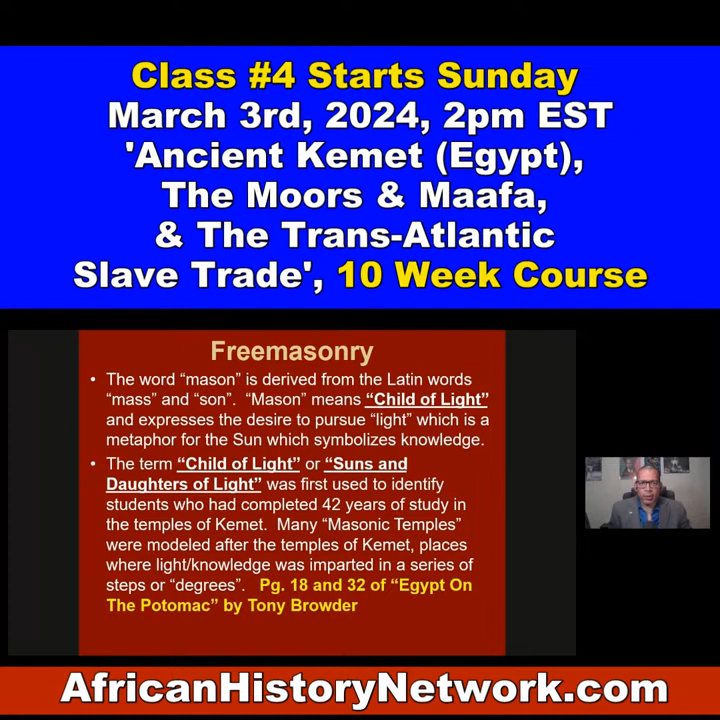 Class #4 Starts Sunday
March 3rd, 2024, 2pm EST
'Ancient Kemet (Egypt),
The Moors & Maafa,
& The Trans-Atlantic
Slave Trade', 10 Week Course
Freemasonry
• The word “mason” is derived from the Latin words
“mass” and “son”. “Mason” means “Child of Light”
and expresses the desire to pursue “light” which is a
metaphor for the Sun which symbolizes knowledge.
• The term “Child of Light” or “Suns and
Daughters of Light” was first used to identify
students who had completed 42 years of study in
the temples of Kemet. Many “Masonic Temples”
were modeled after the temples of Kemet, places
where light/knowledge was imparted in a series of
steps or “degrees”. Pg. 18 and 32 of “Egypt On
The Potomac” by Tony Browder
AfricanHistoryNetwork.com